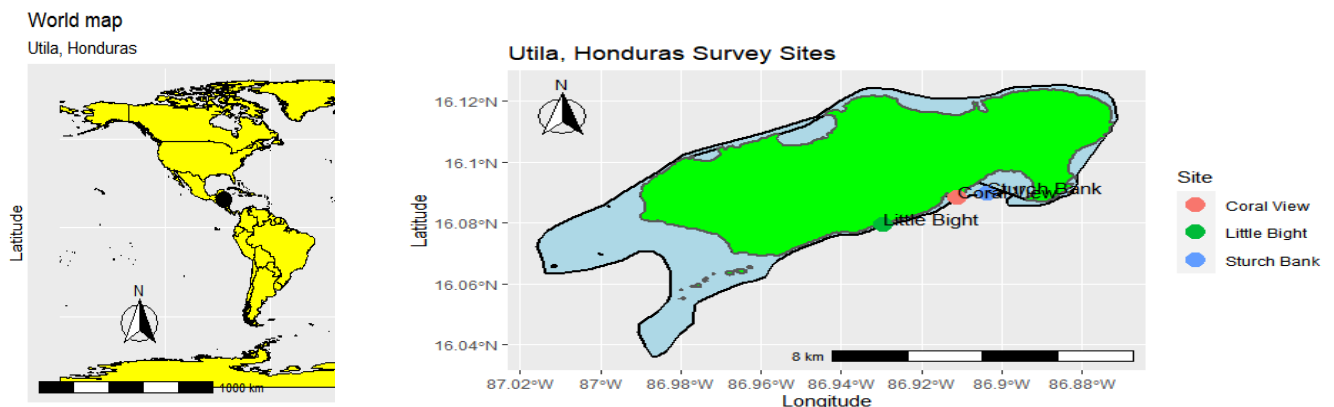 World map
Utila, Honduras
Latitude
N
1000 km
Utila, Honduras Survey Sites
N
16.12°N
16.1°N
16.08°N
16.06°N
16.04°N
Latitude
Sturch Bank
Coral View
Little Bight
8 km
87.02°W 87°W 86.98°W 86.96°W 86.94°W 86.92°W 86.9°W 86.88°W
Longitude
Site
Coral View
Little Bight
Sturch Bank